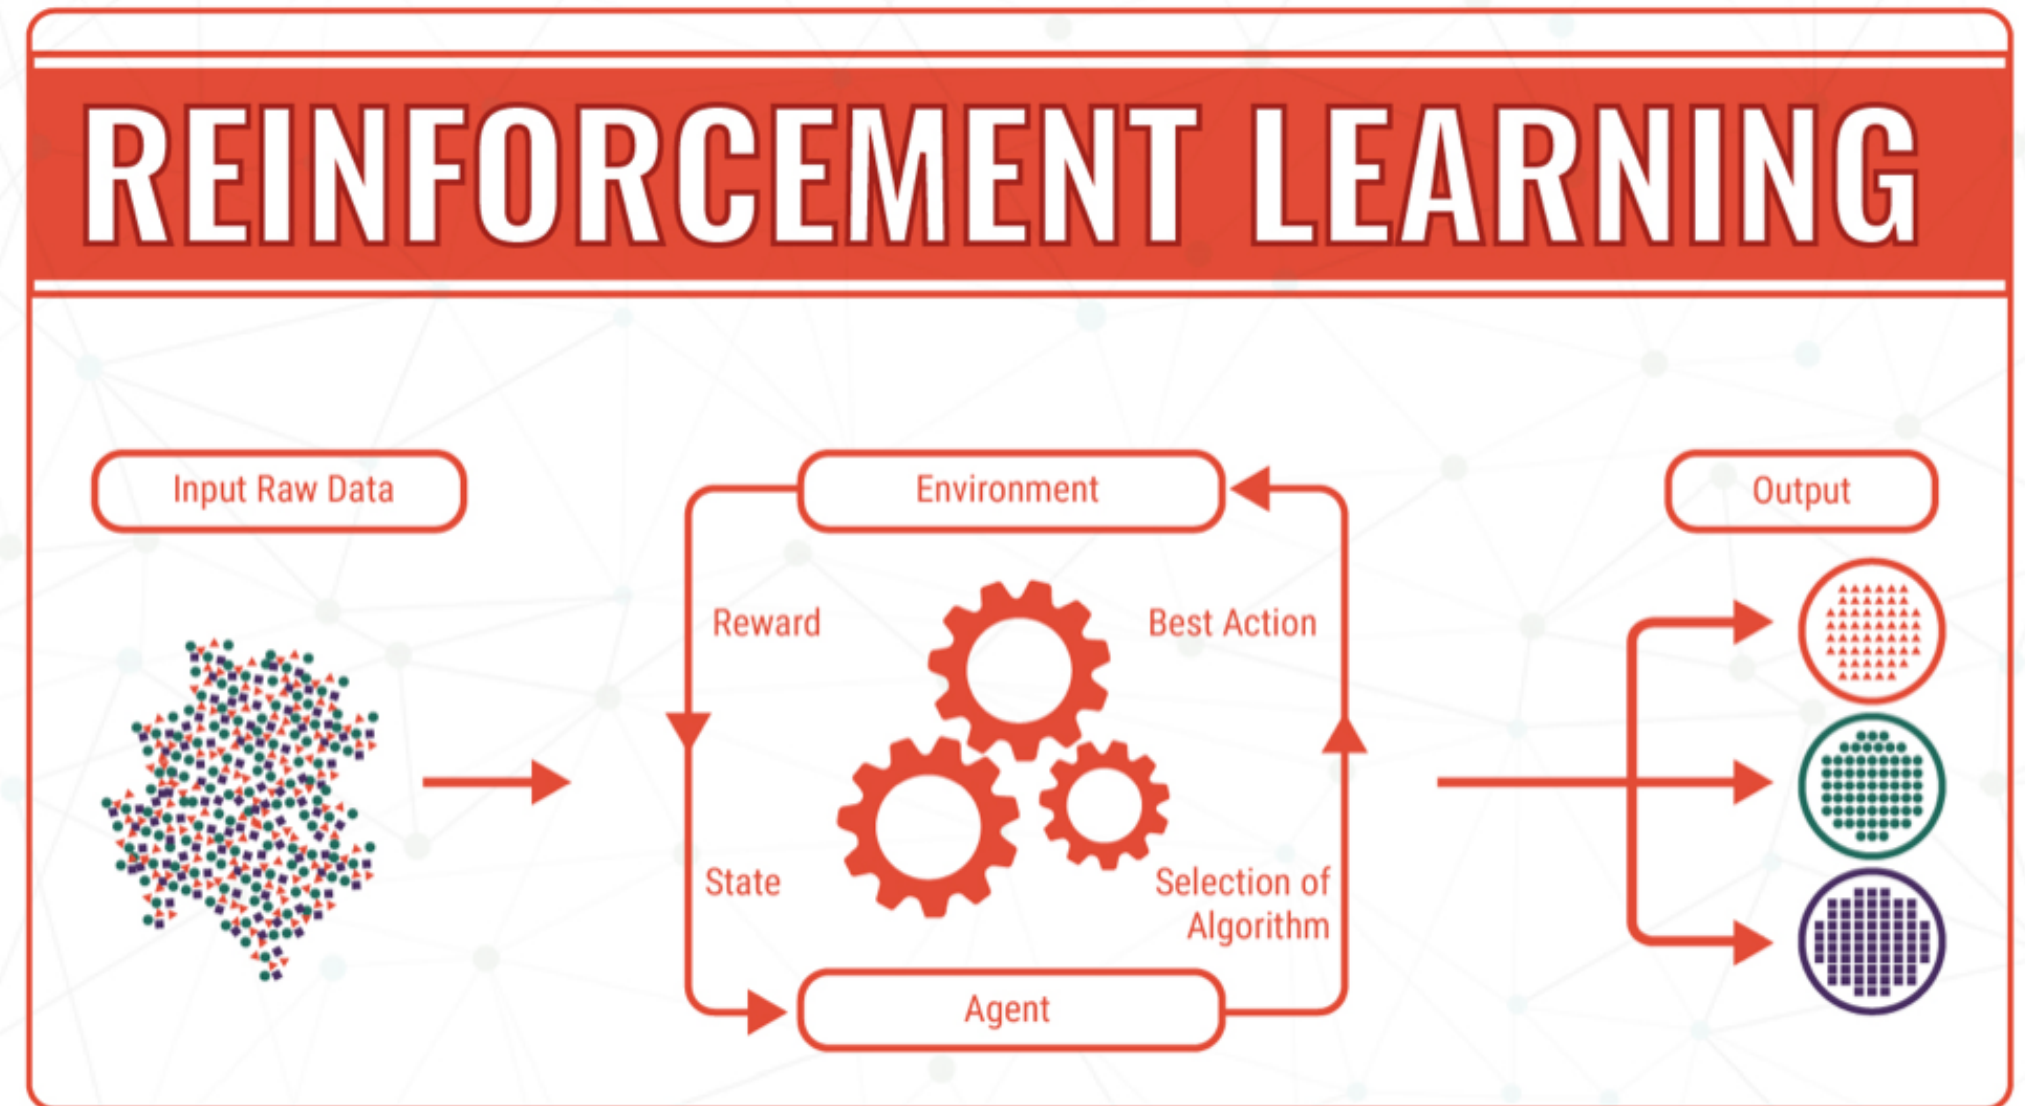 REINFORCEMENT LEARNING
Input Raw Data
Environment
Output
Reward
Best Action
State
Selection of
Algorithm
Agent